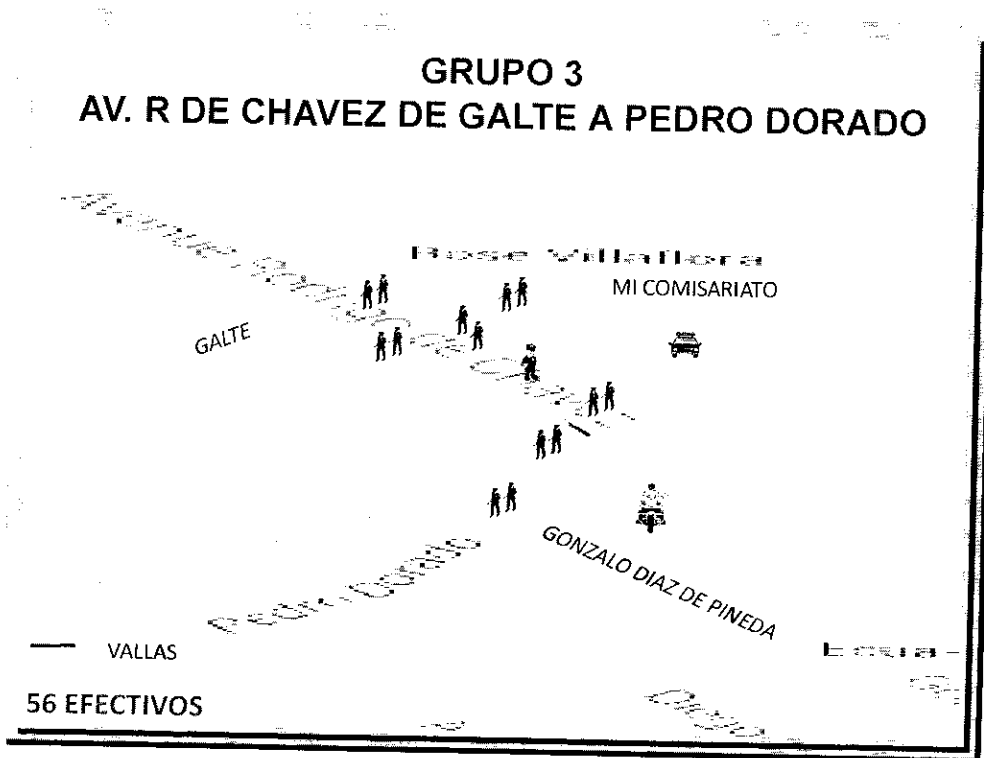 GRUPO 3
AV. R DE CHAVEZ DE GALTE A PEDRO DORADO
Villaflora
MI COMISARIATO
GALTE
GONZALO DIAZ DE PINEDA
VALLAS
56 EFECTIVOS